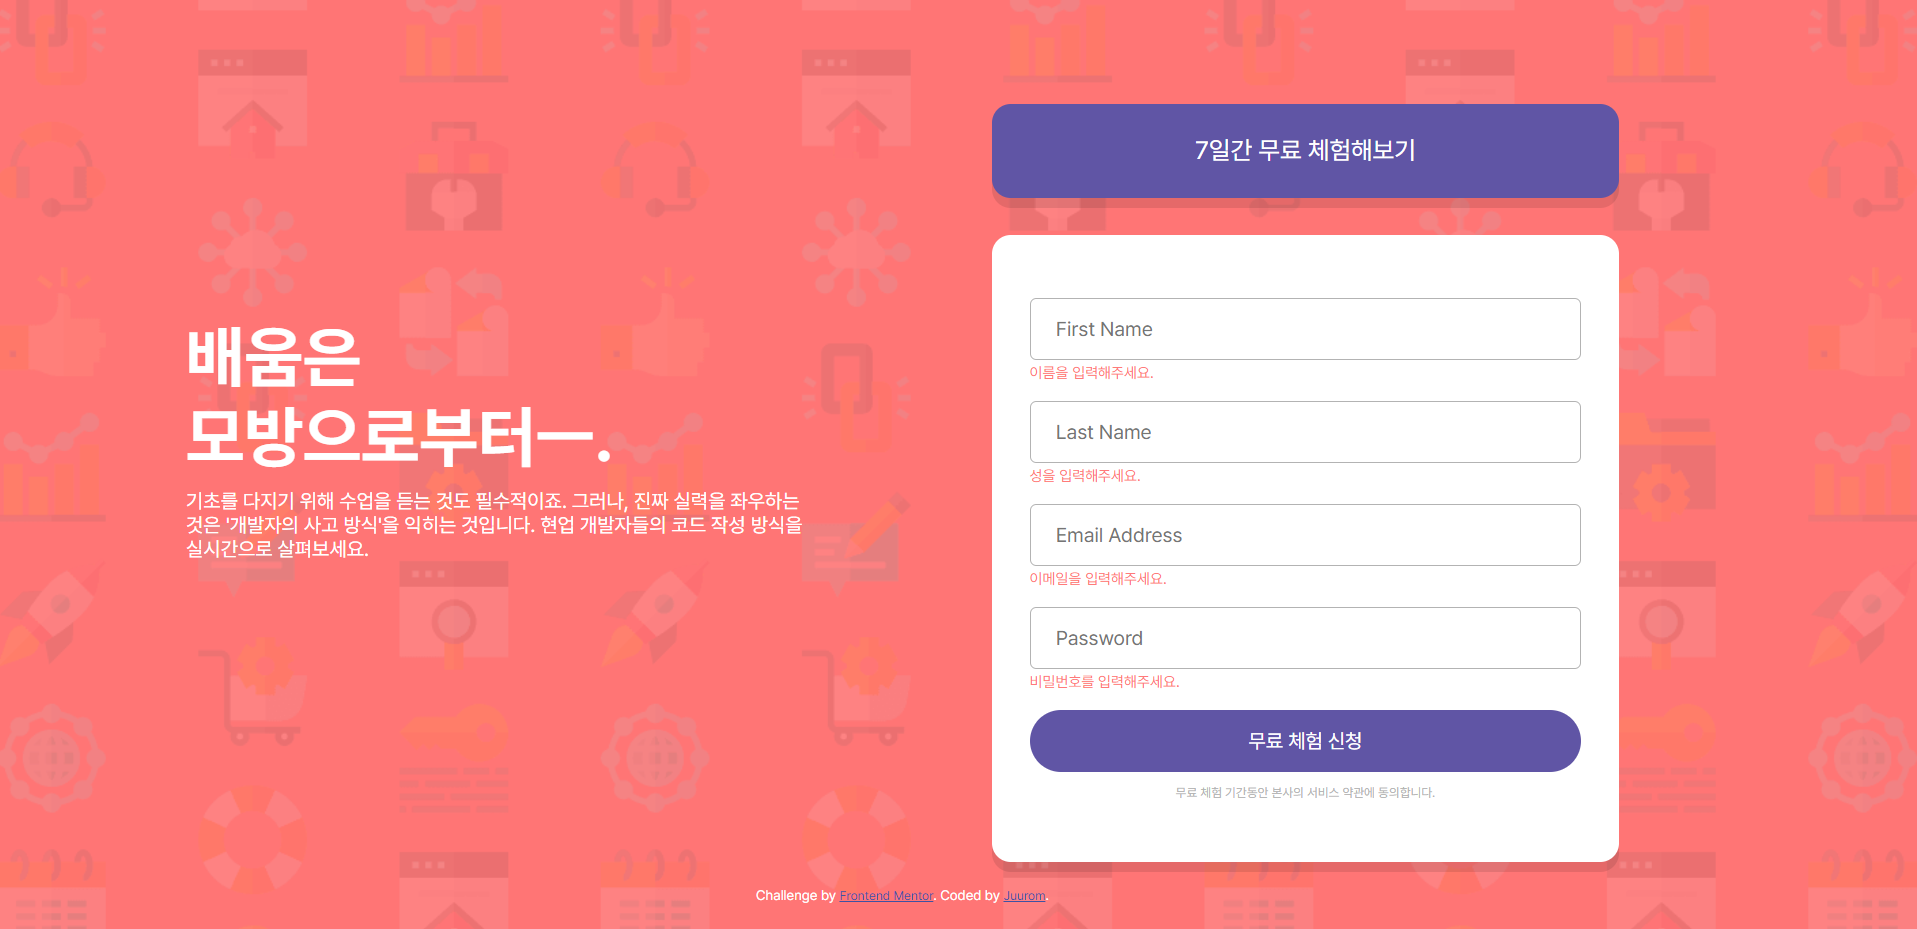 배움은
모방으로부터ㅡ.
기초를 다지기 위해 수업을 듣는 것도 필수적이죠. 그러나, 진짜 실력을 좌우하는
것은 '개발자의 사고 방식'을 익히는 것입니다. 현업 개발자들의 코드 작성 방식을
실시간으로 살펴보세요.
7일간 무료 체험해보기
First Name
이름을 입력해주세요.
Last Name
성을 입력해주세요.
Email Address
이메일을 입력해주세요.
Password
비밀번호를 입력해주세요.
무료 체험 신청
무료 체험 기간동안 본사의 서비스 약관에 동의합니다.
Challenge by Frontend Mentor. Coded by Juurom.